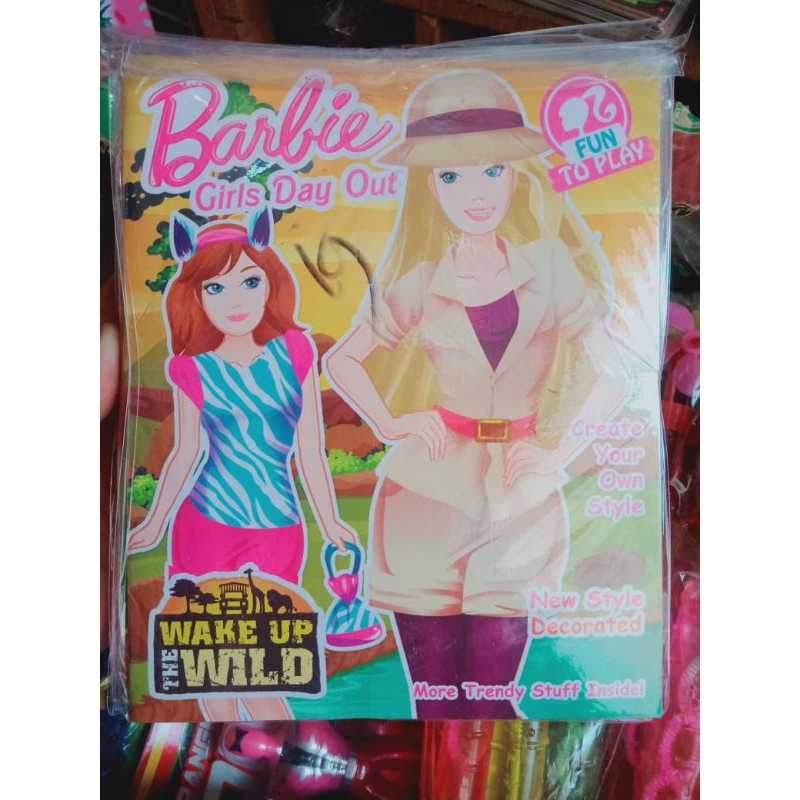 Barbie
Girls Day Out
FUN
TO PLAY
Create
Your
Own
Style
New Style
Decorated
WAKE UP
THE WILD
More Trendy Stuff Inside!